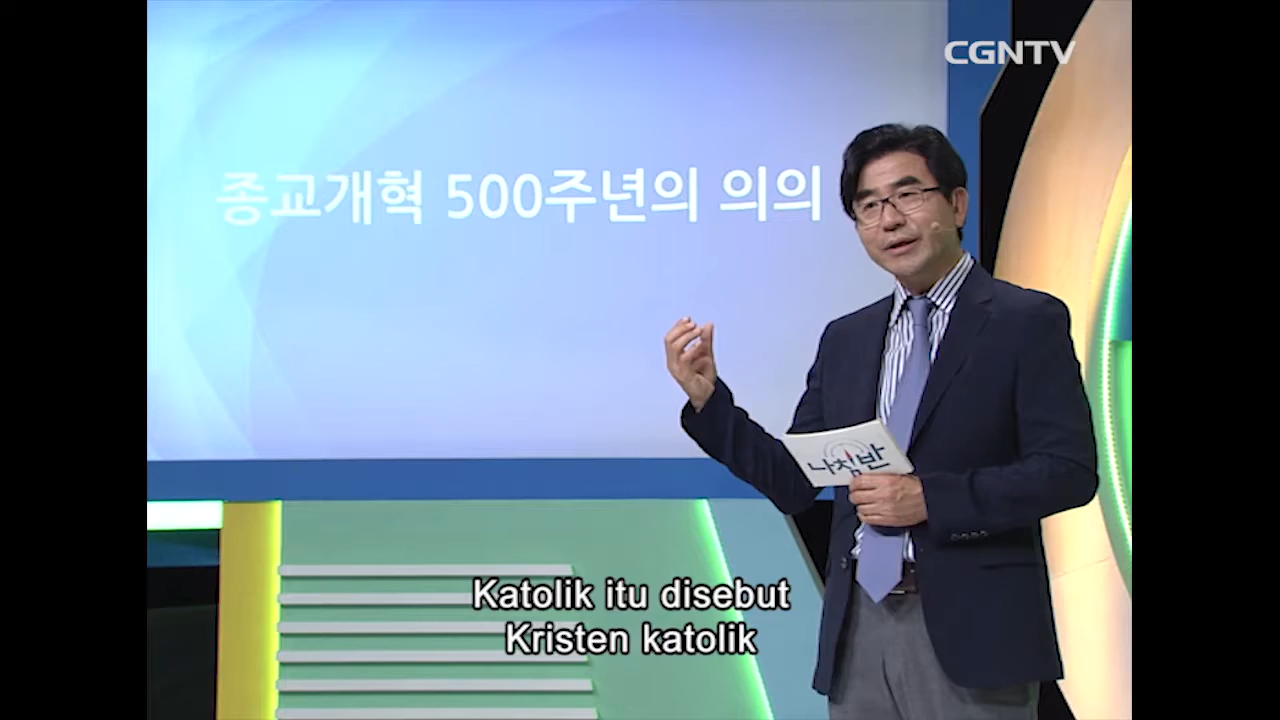 CGNTV
종교개혁 500주년의 의의
나침반
Katolik itu disebut
Kristen katolik